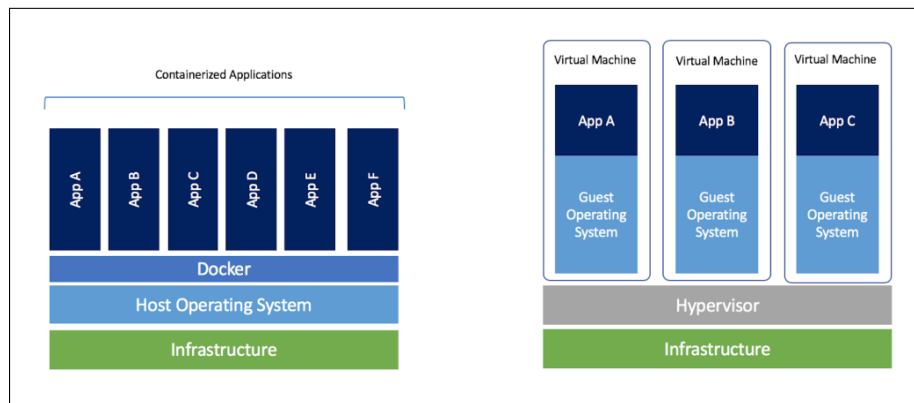 Containerized Applications
App A
App B
App C
App D
App E
App F
Docker
Host Operating System
Infrastructure
Virtual Machine
Virtual Machine
Virtual Machine
App A
App B
App C
Guest
Operating
System
Guest
Operating
System
Guest
Operating
System
Hypervisor
Infrastructure